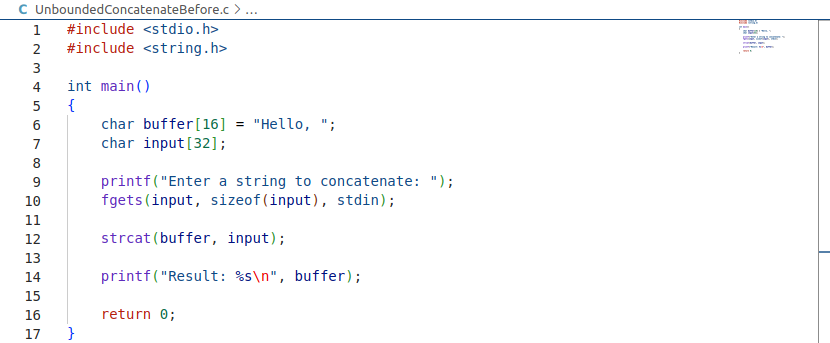 C UnboundedConcatenateBefore.c > ...
1 #include <stdio.h>
2 #include <string.h>
3
4 int main()
5 {
6 char buffer[16] = "Hello, ";
7 char input[32];
8
9 printf("Enter a string to concatenate: ");
10 fgets(input, sizeof(input), stdin);
11
12 strcat(buffer, input);
13
14 printf("Result: %s\n", buffer);
15
16 return 0;
17 }